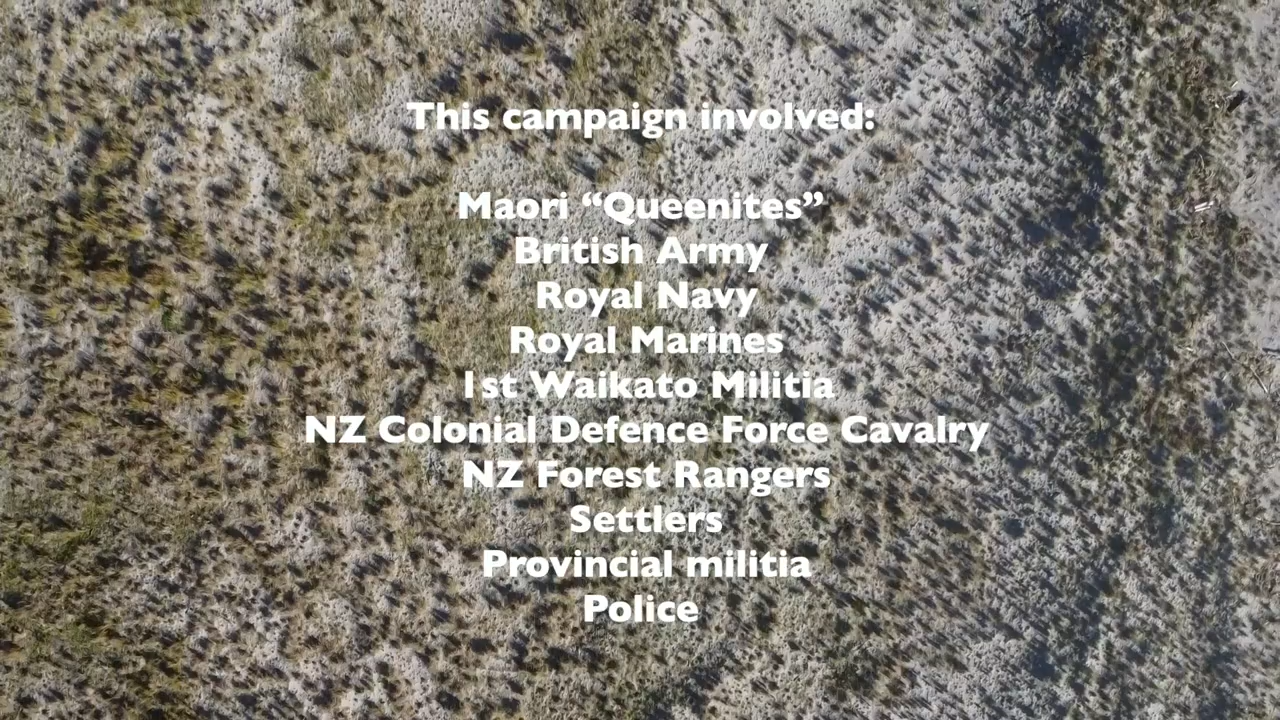 This campaign involved:
Maori “Queenites”
British Army
Royal Navy
Royal Marines
1st Waikato Militia
NZ Colonial Defence Force Cavalry
NZ Forest Rangers
Settlers
Provincial militia
Police